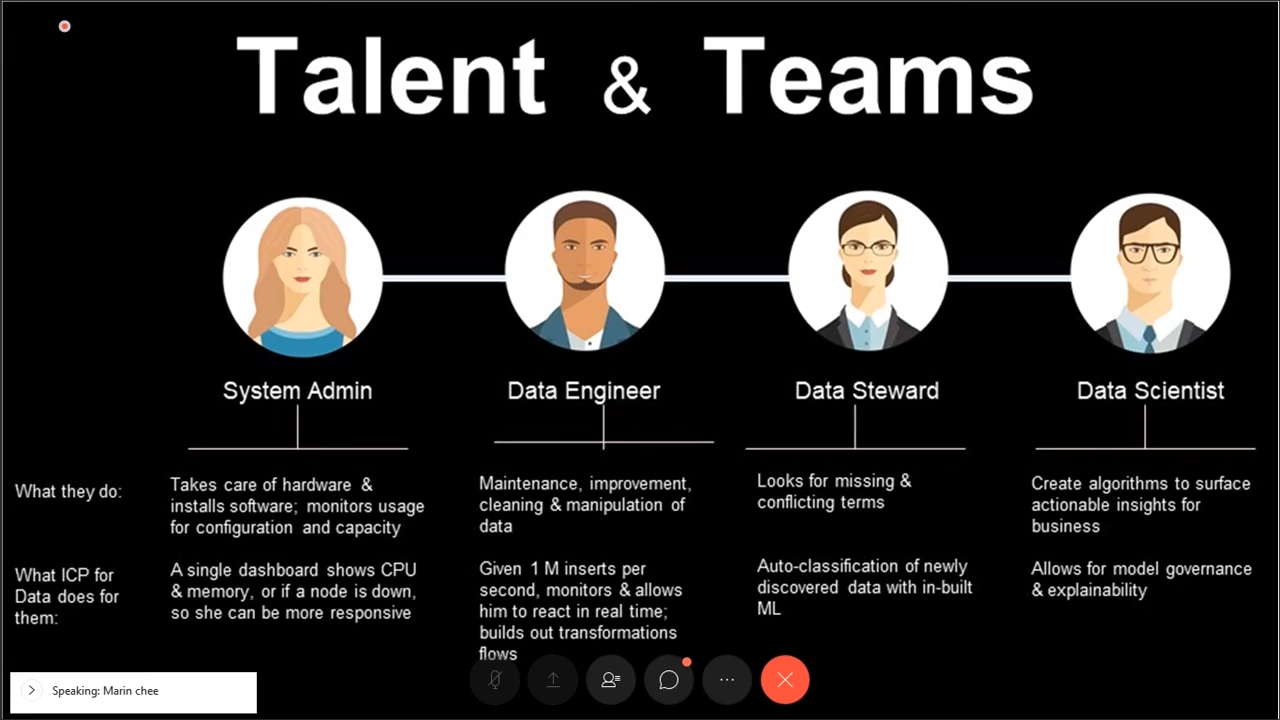 Talent & Teams
System Admin
Data Engineer
Data Steward
Data Scientist
What they do:
Takes care of hardware &
installs software; monitors usage
for configuration and capacity
Maintenance, improvement,
cleaning & manipulation of
data
Looks for missing &
conflicting terms
Create algorithms to surface
actionable insights for
business
What ICP for
Data does for
them:
A single dashboard shows CPU
& memory, or if a node is down,
so she can be more responsive
Given 1 M inserts per
second, monitors & allows
him to react in real time;
builds out transformations
flows
Auto-classification of newly
discovered data with in-built
ML
Allows for model governance
& explainability
Speaking: Marin chee